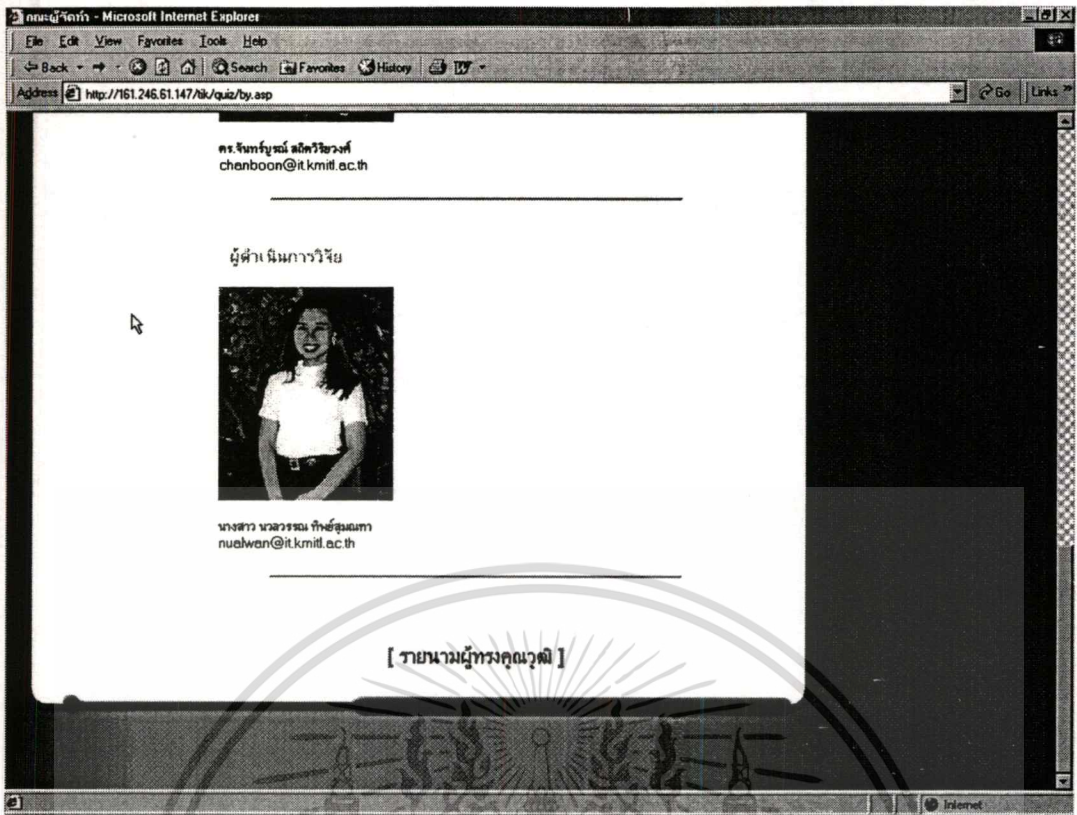 คณะผู้จัดทำ - Microsoft Internet Explorer
File Edit View Favorites Tools Help
Back Search Favorites History
Address http://161.246.61.147/tik/quiz/by.asp Go Links »
ดร.จันทร์บูรณ์ สถิตวิริยวงศ์
chanboon@it.kmitl.ac.th
ผู้ดำเนินการวิจัย
นางสาว นวลวรรณ ทิพย์สุมณฑา
nualwan@it.kmitl.ac.th
[ รายนามผู้ทรงคุณวุฒิ ]
Internet